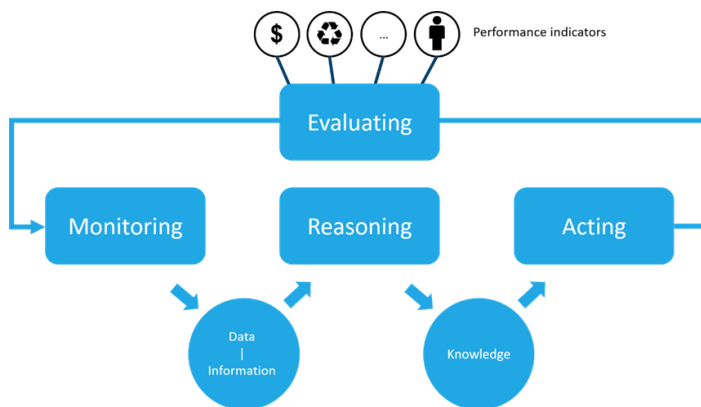 $
...
Performance indicators
Evaluating
Monitoring
Reasoning
Acting
Data
|
Information
Knowledge